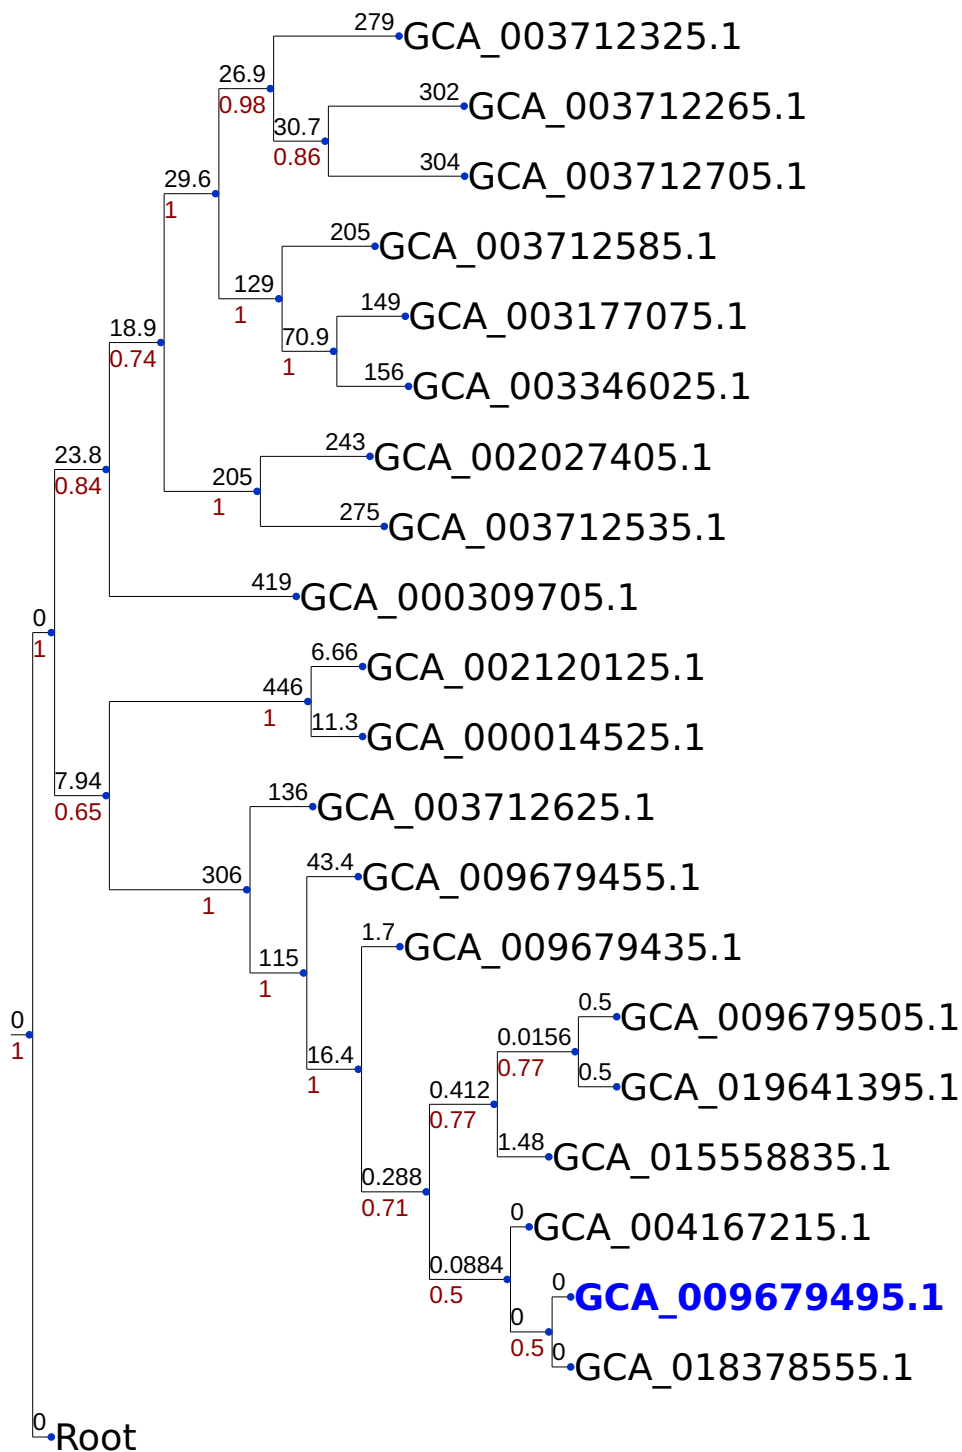 279 GCA_003712325.1
26.9
0.98
302 GCA_003712265.1
30.7
0.86
304 GCA_003712705.1
29.6
1
205 GCA_003712585.1
129
1
149 GCA_003177075.1
70.9
1
156 GCA_003346025.1
18.9
0.74
243 GCA_002027405.1
205
1
275 GCA_003712535.1
23.8
0.84
419 GCA_000309705.1
0
1
6.66 GCA_002120125.1
446
1
11.3 GCA_000014525.1
7.94
0.65
136 GCA_003712625.1
306
1
43.4 GCA_009679455.1
115
1
1.7 GCA_009679435.1
0.5 GCA_009679505.1
0
1
0.0156
0.77
16.4
1
0.5 GCA_019641395.1
0.412
0.77
1.48 GCA_015558835.1
0.288
0.71
0 GCA_004167215.1
0.0884
0.5
0 GCA_009679495.1
0
0.5
0 GCA_018378555.1
0 Root